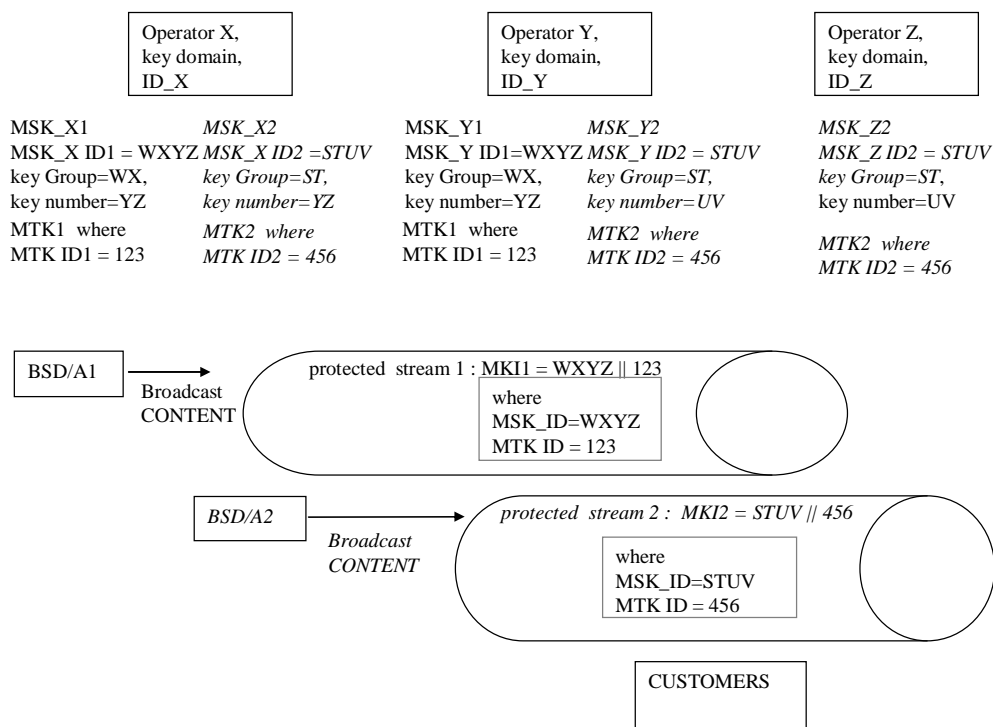 Operator X,
key domain,
ID_X
Operator Y,
key domain,
ID_Y
Operator Z,
key domain,
ID_Z
MSK_X1
MSK_X ID1 = WXYZ
key Group=WX,
key number=YZ
MTK1 where
MTK ID1 = 123
MSK_X2
MSK_X ID2 =STUV
key Group=ST,
key number=YZ
MTK2 where
MTK ID2 = 456
MSK_Y1
MSK_Y ID1=WXYZ
key Group=WX,
key number=YZ
MTK1 where
MTK ID1 = 123
MSK_Y2
MSK_Y ID2 = STUV
key Group=ST,
key number=UV
MTK2 where
MTK ID2 = 456
MSK_Z2
MSK_Z ID2 = STUV
key Group=ST,
key number=UV
MTK2 where
MTK ID2 = 456
BSD/A1
Broadcast
CONTENT
protected stream 1 : MKI1 = WXYZ || 123
where
MSK_ID=WXYZ
MTK ID = 123
BSD/A2
Broadcast
CONTENT
protected stream 2 : MKI2 = STUV || 456
where
MSK_ID=STUV
MTK ID = 456
CUSTOMERS